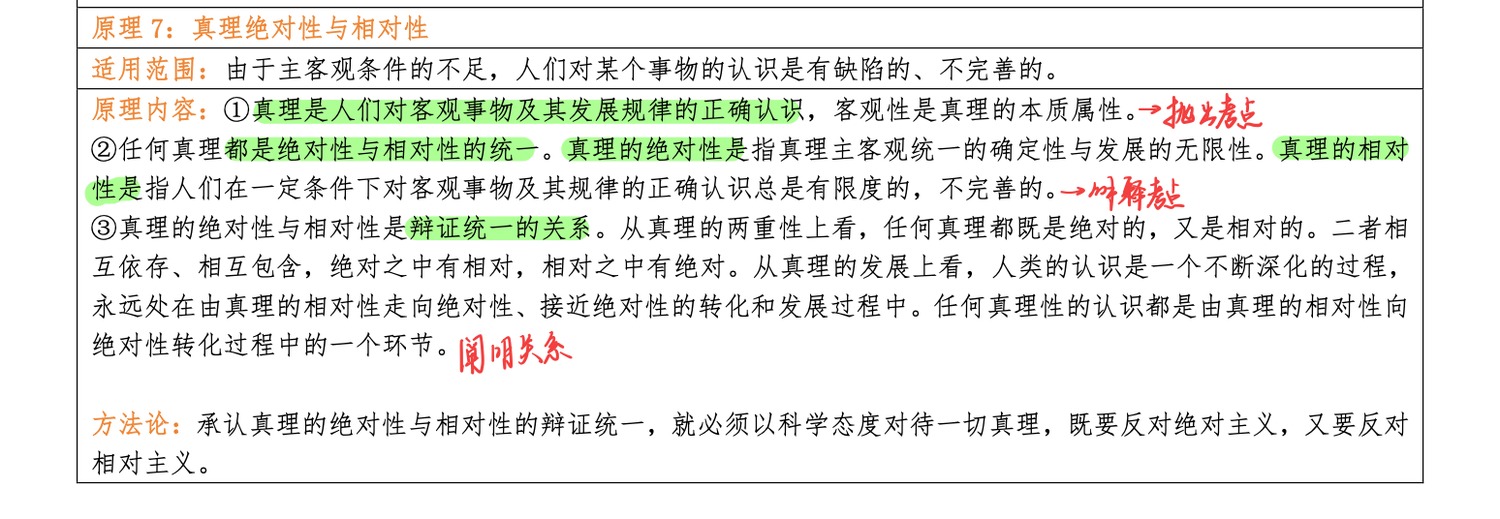 原理 7：真理绝对性与相对性
适用范围：由于主客观条件的不足，人们对某个事物的认识是有缺陷的、不完善的。
原理内容：①真理是人们对客观事物及其发展规律的正确认识，客观性是真理的本质属性。→抛出考点
②任何真理都是绝对性与相对性的统一。真理的绝对性是指真理主客观统一的确定性与发展的无限性。真理的相对
性是指人们在一定条件下对客观事物及其规律的正确认识总是有限度的，不完善的。→解释考点
③真理的绝对性与相对性是辩证统一的关系。从真理的两重性上看，任何真理都既是绝对的，又是相对的。二者相
互依存、相互包含，绝对之中有相对，相对之中有绝对。从真理的发展上看，人类的认识是一个不断深化的过程，
永远处在由真理的相对性走向绝对性、接近绝对性的转化和发展过程中。任何真理性的认识都是由真理的相对性向
绝对性转化过程中的一个环节。阐明关系
方法论：承认真理的绝对性与相对性的辩证统一，就必须以科学态度对待一切真理，既要反对绝对主义，又要反对
相对主义。